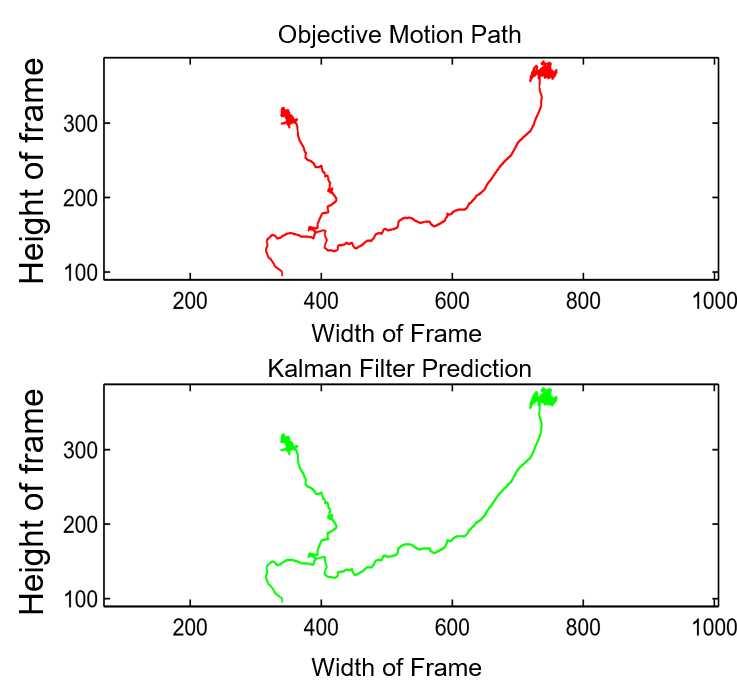 Objective Motion Path
Height of frame
300
200
100
200 400 600 800 1000
Width of Frame
Kalman Filter Prediction
Height of frame
300
200
100
200 400 600 800 1000
Width of Frame